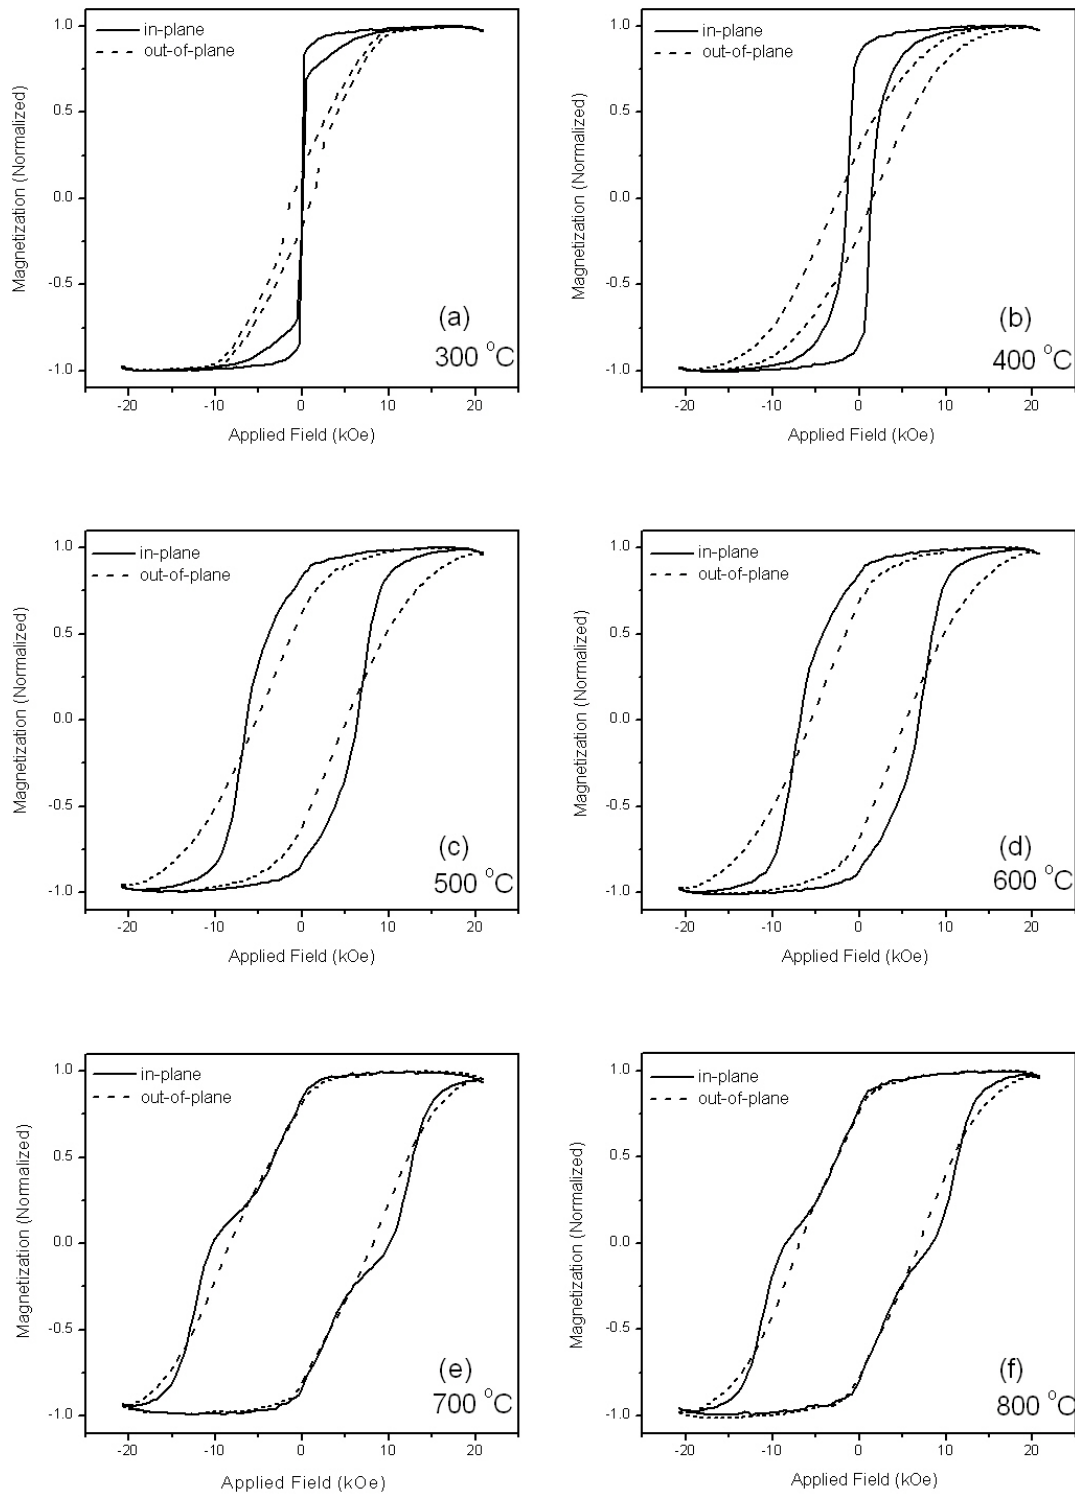 in-plane
out-of-plane
1.0
0.5
0.0
-0.5
-1.0
Magnetization (Normalized)
(a)
300 °C
-20
-10
0
10
20
Applied Field (kOe)
in-plane
out-of-plane
1.0
0.5
0.0
-0.5
-1.0
Magnetization (Normalized)
(b)
400 °C
-20
-10
0
10
20
Applied Field (kOe)
in-plane
out-of-plane
1.0
0.5
0.0
-0.5
-1.0
Magnetization (Normalized)
(c)
500 °C
-20
-10
0
10
20
Applied Field (kOe)
in-plane
out-of-plane
1.0
0.5
0.0
-0.5
-1.0
Magnetization (Normalized)
(d)
600 °C
-20
-10
0
10
20
Applied Field (kOe)
in-plane
out-of-plane
1.0
0.5
0.0
-0.5
-1.0
Magnetization (Normalized)
(e)
700 °C
-20
-10
0
10
20
Applied Field (kOe)
in-plane
out-of-plane
1.0
0.5
0.0
-0.5
-1.0
Magnetization (Normalized)
(f)
800 °C
-20
-10
0
10
20
Applied Field (kOe)